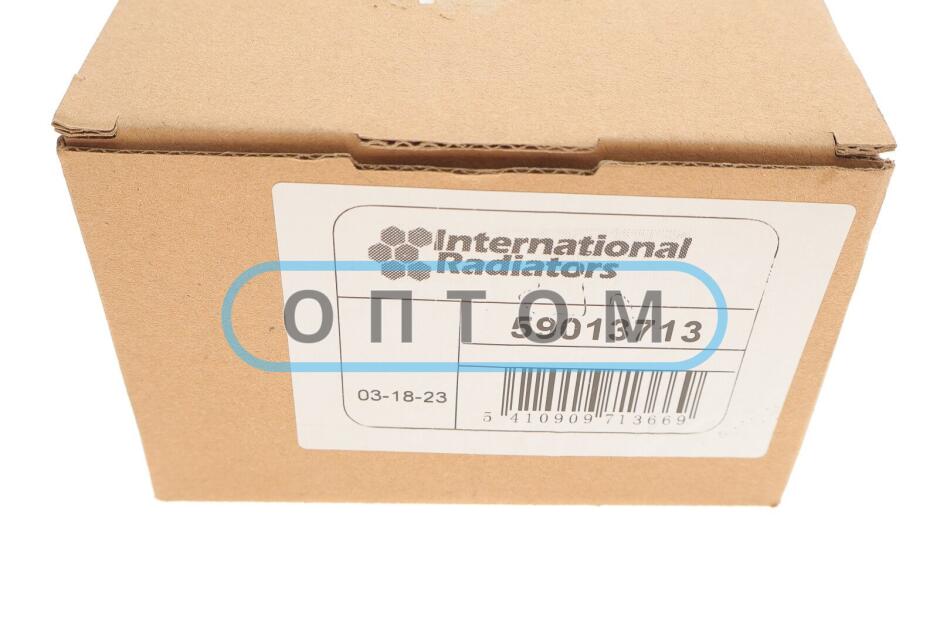 International
Radiators
ОПТОМ
59013713
03-18-23
5 410909 713669